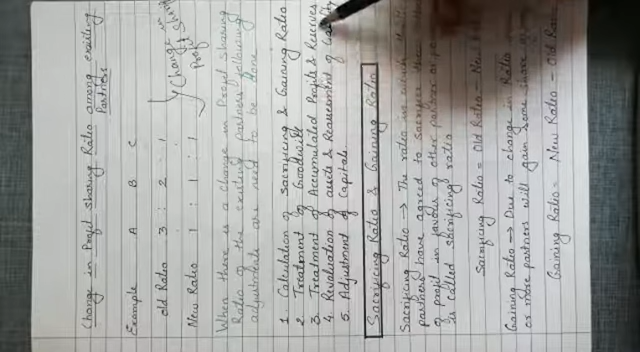 Change in Profit Sharing Ratio among existing
Partners
Example A B C
Old Ratio 3 : 2 : 1
New Ratio 1 : 1 : 1
Change in
Profit Sharing
When there is a change in Profit sharing
Ratio of the existing Partners following
adjustments are need to be done
1. Calculation of Sacrificing & Gaining Ratio
2. Treatment of Goodwill
3. Treatment of Accumulated Profits & Reserves
4. Revaluation of assets & Reassessment of
5. Adjustment of Capitals.
Sacrificing Ratio & Gaining Ratio
Sacrificing Ratio → The ratio in which
partners have agreed to sacrifice their
of profit in favour of other partner or
is called sacrificing ratio
Sacrificing Ratio = Old Ratio - New
Gaining Ratio → Due to change in Ratio
or more partners will gain some share
Gaining Ratio = New Ratio - Old